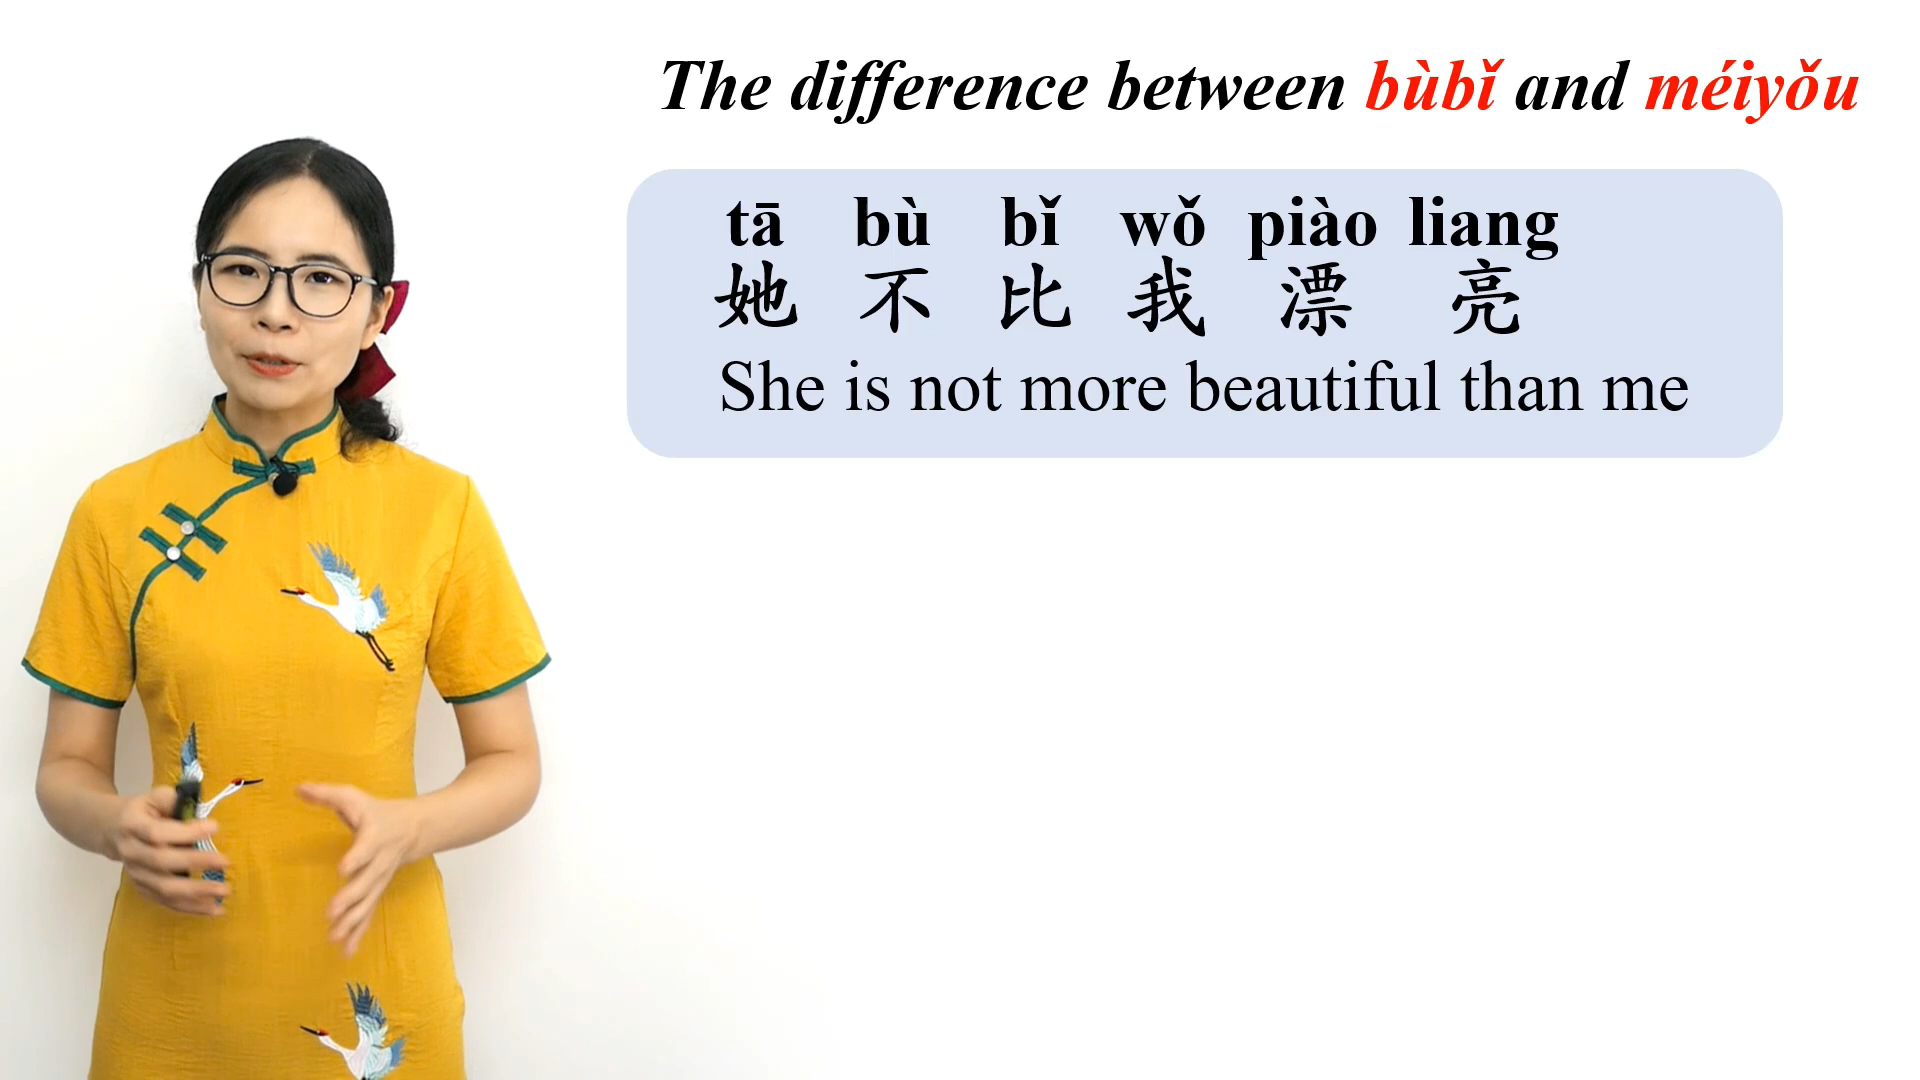 The difference between bùbǐ and méiyǒu
tā bù bǐ wǒ piào liang
她 不 比 我 漂 亮
She is not more beautiful than me